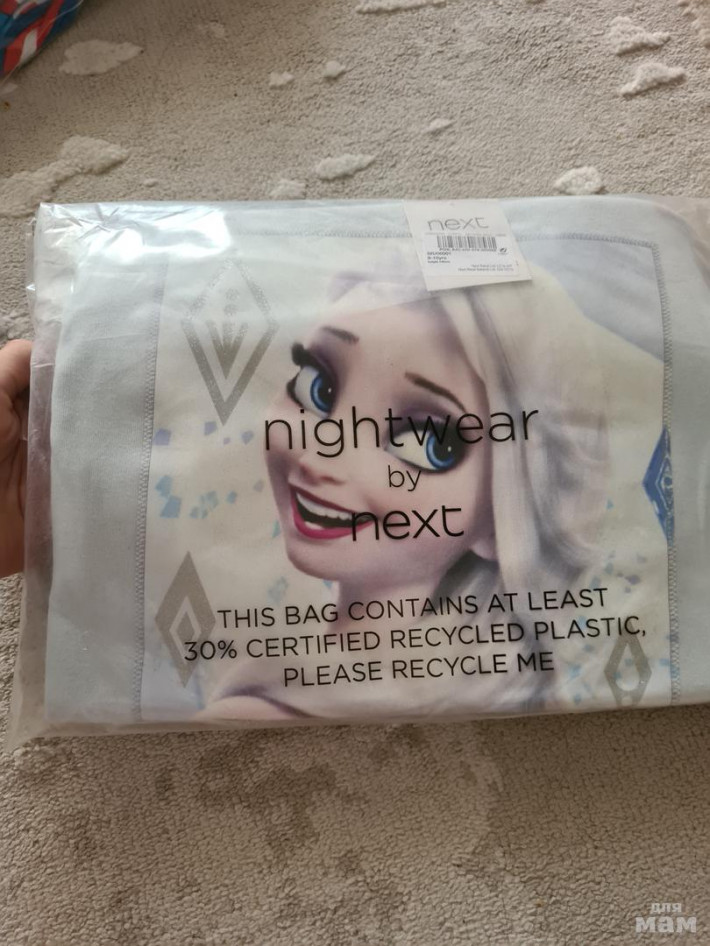 next
nightwear
by
next
THIS BAG CONTAINS AT LEAST
30% CERTIFIED RECYCLED PLASTIC,
PLEASE RECYCLE ME
для
мам